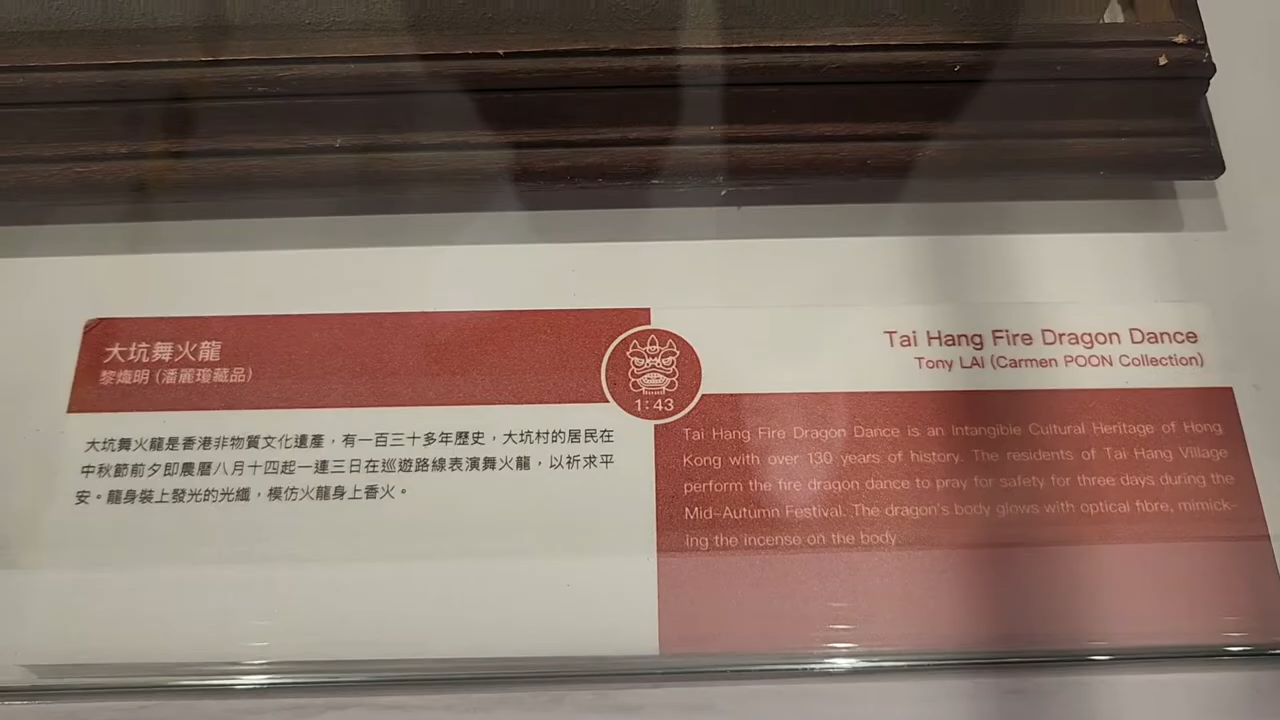 大坑舞火龍
黎熾明 (潘麗瓊藏品)
大坑舞火龍是香港非物質文化遺產，有一百三十多年歷史，大坑村的居民在
中秋節前夕即農曆八月十四起一連三日在巡遊路線表演舞火龍，以祈求平
安。龍身裝上發光的光纖，模仿火龍身上香火。
1:43
Tai Hang Fire Dragon Dance
Tony LAI (Carmen POON Collection)
Tai Hang Fire Dragon Dance is an Intangible Cultural Heritage of Hong
Kong with over 130 years of history. The residents of Tai Hang Village
perform the fire dragon dance to pray for safety for three days during the
Mid-Autumn Festival. The dragon's body glows with optical fibre, mimick-
ing the incense on the body.